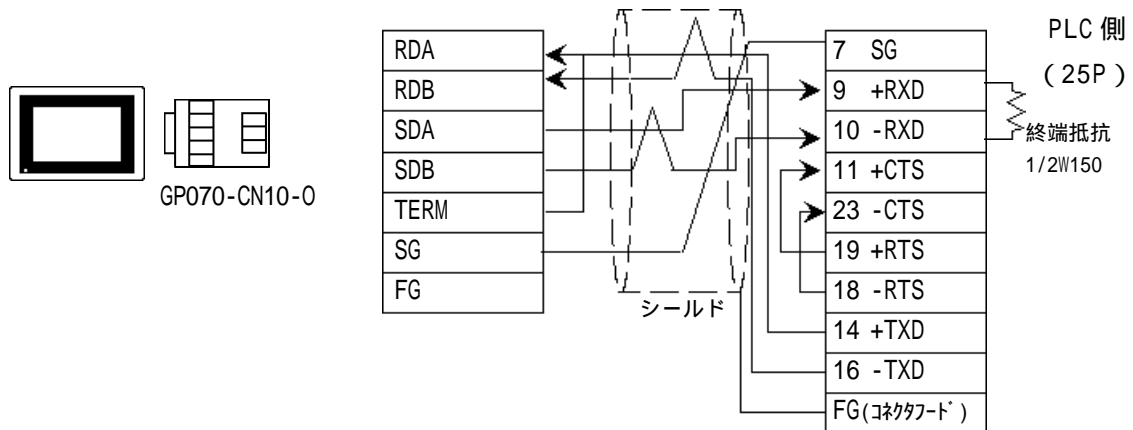 GP070-CN10-0
RDA
RDB
SDA
SDB
TERM
SG
FG
シールド
PLC 側
(25P)
7 SG
9 +RXD
10 -RXD
11 +CTS
23 -CTS
19 +RTS
18 -RTS
14 +TXD
16 -TXD
FG(ｺﾈｸﾀﾌｰﾄﾞ)
終端抵抗
1/2W150